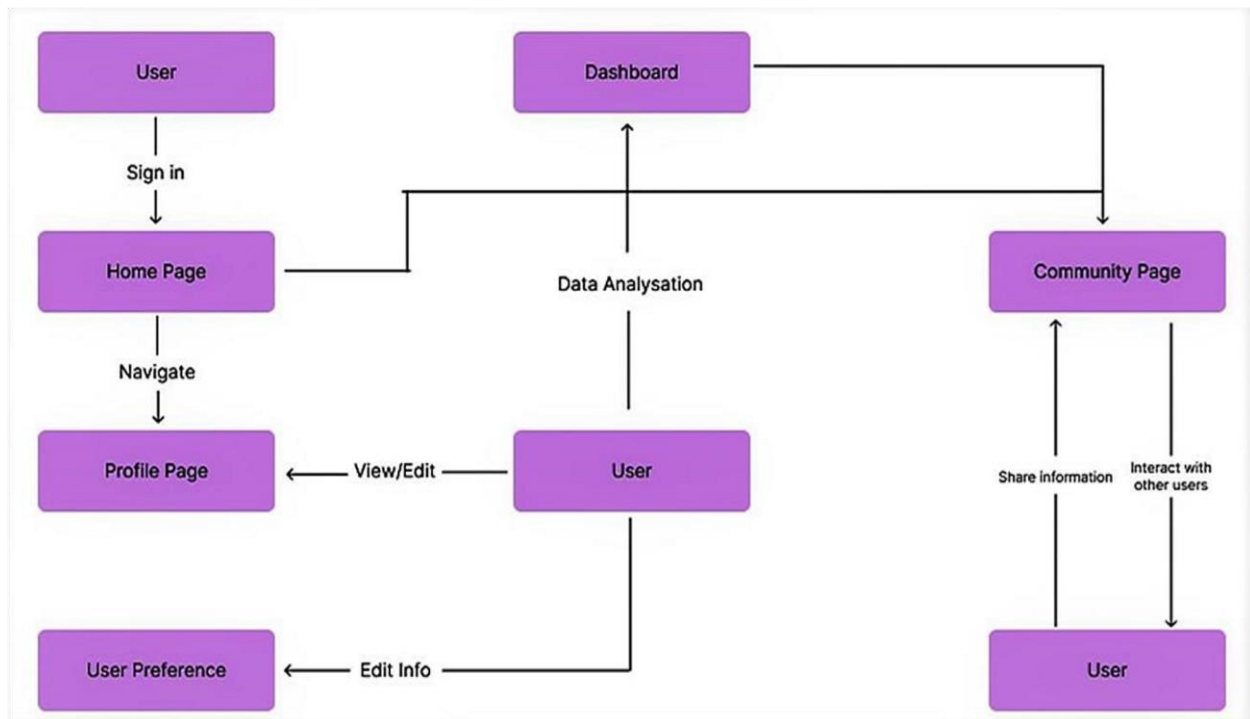 User
Dashboard
Sign in
Home Page
Data Analysation
Community Page
Navigate
Profile Page
View/Edit
User
Share information
Interact with
other users
User Preference
Edit Info
User